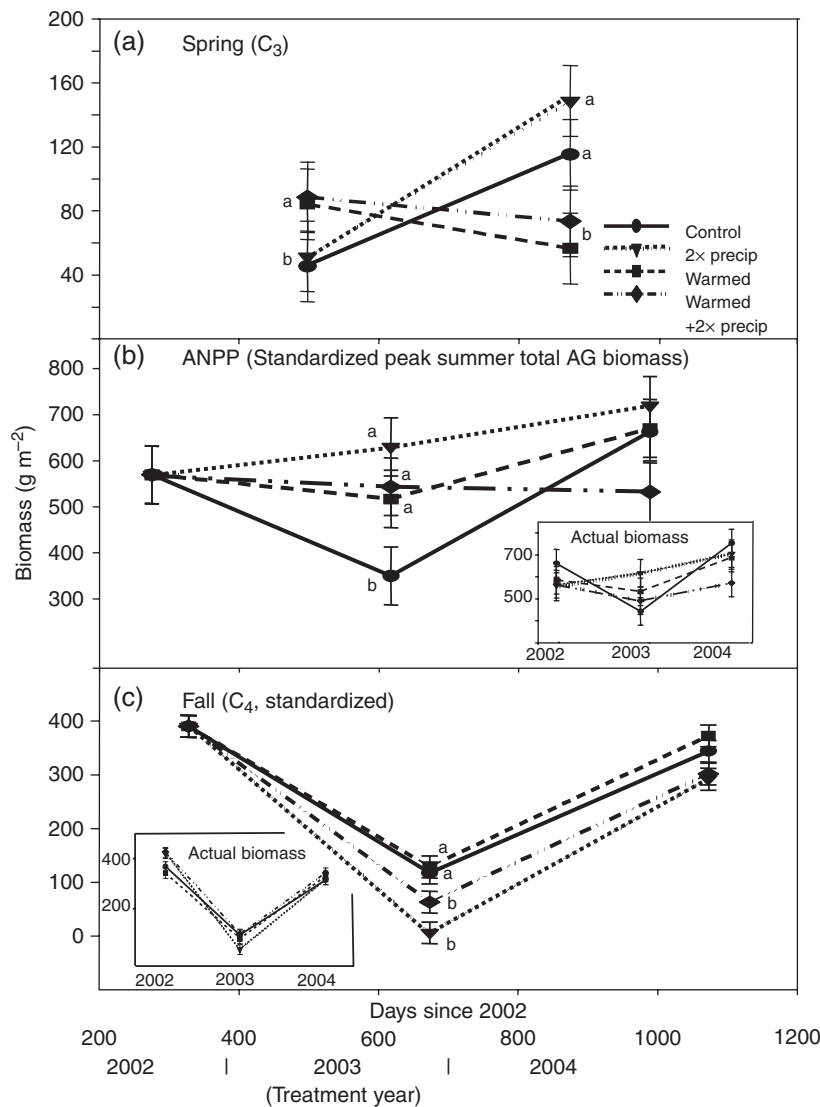 200
(a) Spring (C3)
160
a
120
a
a
80
b
Control
b
2× precip
40
Warmed
Warmed
+2× precip
(b) ANPP (Standardized peak summer total AG biomass)
800
700
a
600
a
500
a
Actual biomass
400
b
700
300
500
2002 2003 2004
Biomass (g m−2)
(c) Fall (C4, standardized)
400
300
200
a
Actual biomass
a
400
100
b
200
0
b
2002 2003 2004
Days since 2002
200 400 600 800 1000 1200
2002 | 2003 | 2004
(Treatment year)